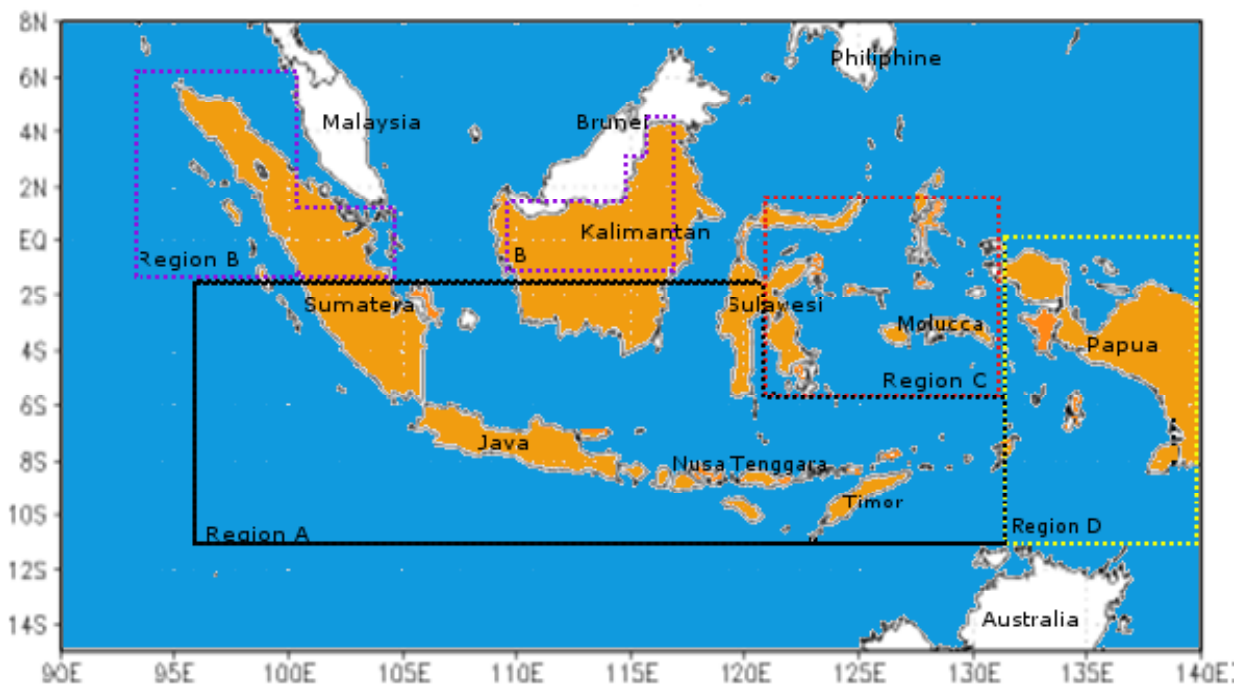 8N
6N
4N
2N
EQ
2S
4S
6S
8S
10S
12S
14S
Philiphine
Malaysia
Brunei
Kalimantan
Region B
B
Sumatera
Sulawesi
Molucca
Papua
Region C
Java
Nusa Tenggara
Timor
Region A
Region D
Australia
90E 95E 100E 105E 110E 115E 120E 125E 130E 135E 140E